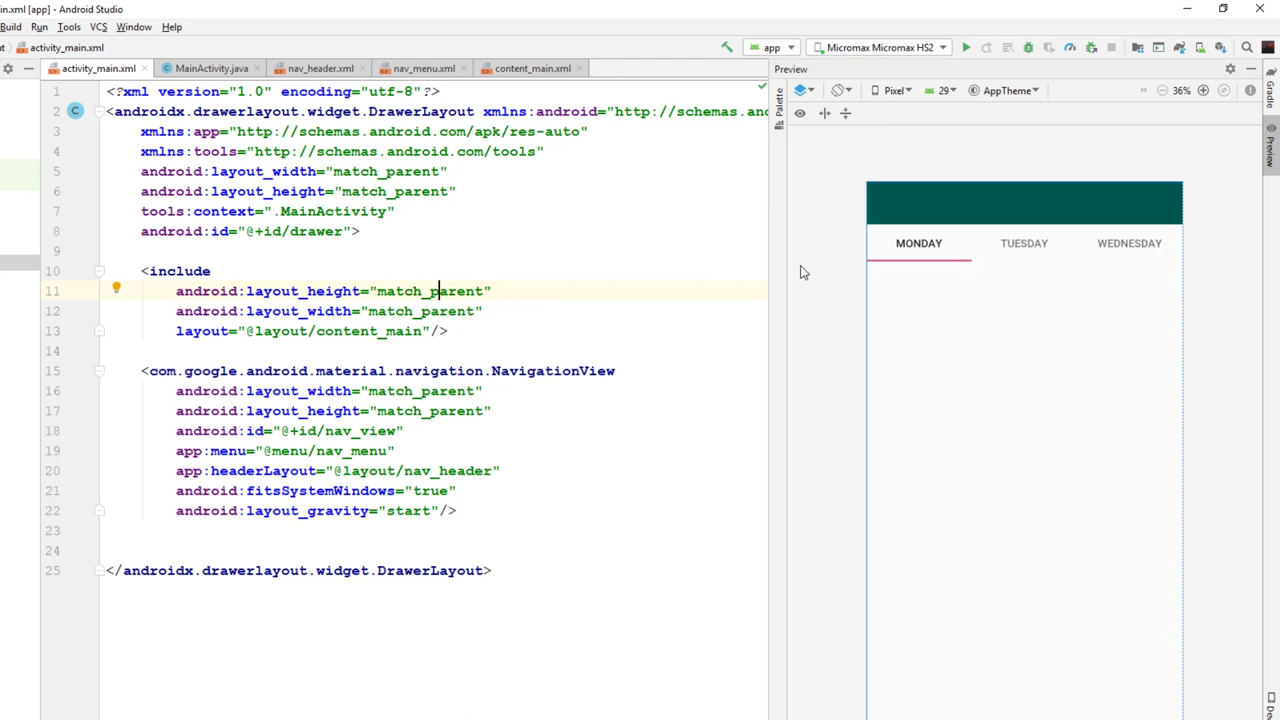 in.xml [app] - Android Studio
Build Run Tools VCS Window Help
activity_main.xml app Micromax Micromax HS2
activity_main.xml MainActivity.java nav_header.xml nav_menu.xml content_main.xml Preview
Pixel 29 AppTheme 36%
Palette
Gradle
Preview
1 <?xml version="1.0" encoding="utf-8"?>
2 <androidx.drawerlayout.widget.DrawerLayout xmlns:android="http://schemas.and
3 xmlns:app="http://schemas.android.com/apk/res-auto"
4 xmlns:tools="http://schemas.android.com/tools"
5 android:layout_width="match_parent"
6 android:layout_height="match_parent"
7 tools:context=".MainActivity"
8 android:id="@+id/drawer">
9
10 <include
11 android:layout_height="match_parent"
12 android:layout_width="match_parent"
13 layout="@layout/content_main"/>
14
15 <com.google.android.material.navigation.NavigationView
16 android:layout_width="match_parent"
17 android:layout_height="match_parent"
18 android:id="@+id/nav_view"
19 app:menu="@menu/nav_menu"
20 app:headerLayout="@layout/nav_header"
21 android:fitsSystemWindows="true"
22 android:layout_gravity="start"/>
23
24
25 </androidx.drawerlayout.widget.DrawerLayout>
MONDAY TUESDAY WEDNESDAY